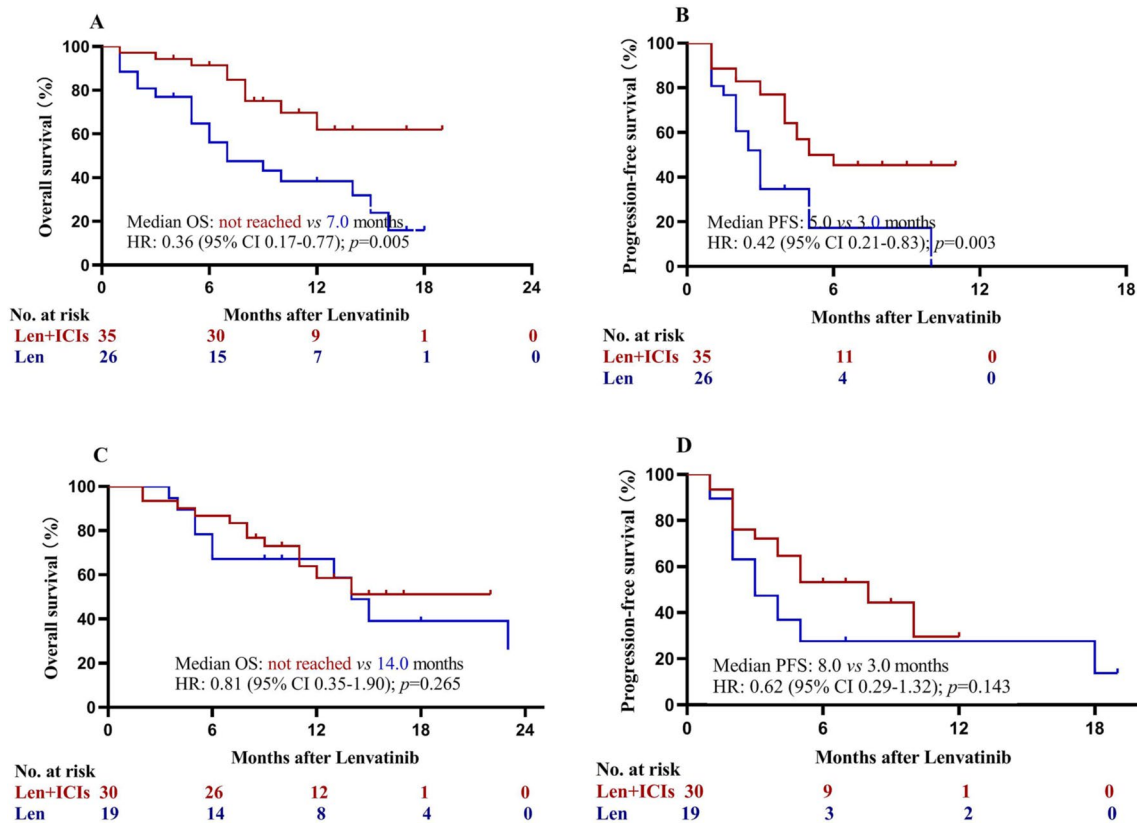 A
Overall survival (%)
100
80
60
40
20
0
Median OS: not reached vs 7.0 months
HR: 0.36 (95% CI 0.17-0.77); p=0.005
0 6 12 18 24
Months after Lenvatinib
No. at risk
Len+ICIs 35 30 9 1 0
Len 26 15 7 1 0
B
Progression-free survival (%)
100
80
60
40
20
0
Median PFS: 5.0 vs 3.0 months
HR: 0.42 (95% CI 0.21-0.83); p=0.003
0 6 12 18
Months after Lenvatinib
No. at risk
Len+ICIs 35 11 0
Len 26 4 0
C
Overall survival (%)
100
80
60
40
20
0
Median OS: not reached vs 14.0 months
HR: 0.81 (95% CI 0.35-1.90); p=0.265
0 6 12 18 24
Months after Lenvatinib
No. at risk
Len+ICIs 30 26 12 1 0
Len 19 14 8 4 0
D
Progression-free survival (%)
100
80
60
40
20
0
Median PFS: 8.0 vs 3.0 months
HR: 0.62 (95% CI 0.29-1.32); p=0.143
0 6 12 18
Months after Lenvatinib
No. at risk
Len+ICIs 30 9 1 0
Len 19 3 2 0